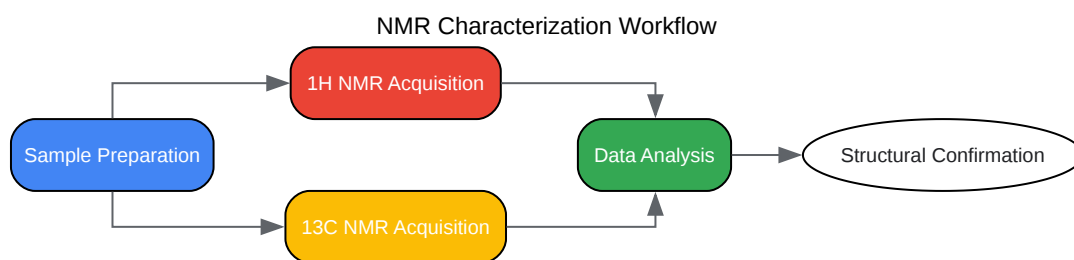 NMR Characterization Workflow
1H NMR Acquisition
Sample Preparation
Data Analysis
Structural Confirmation
13C NMR Acquisition